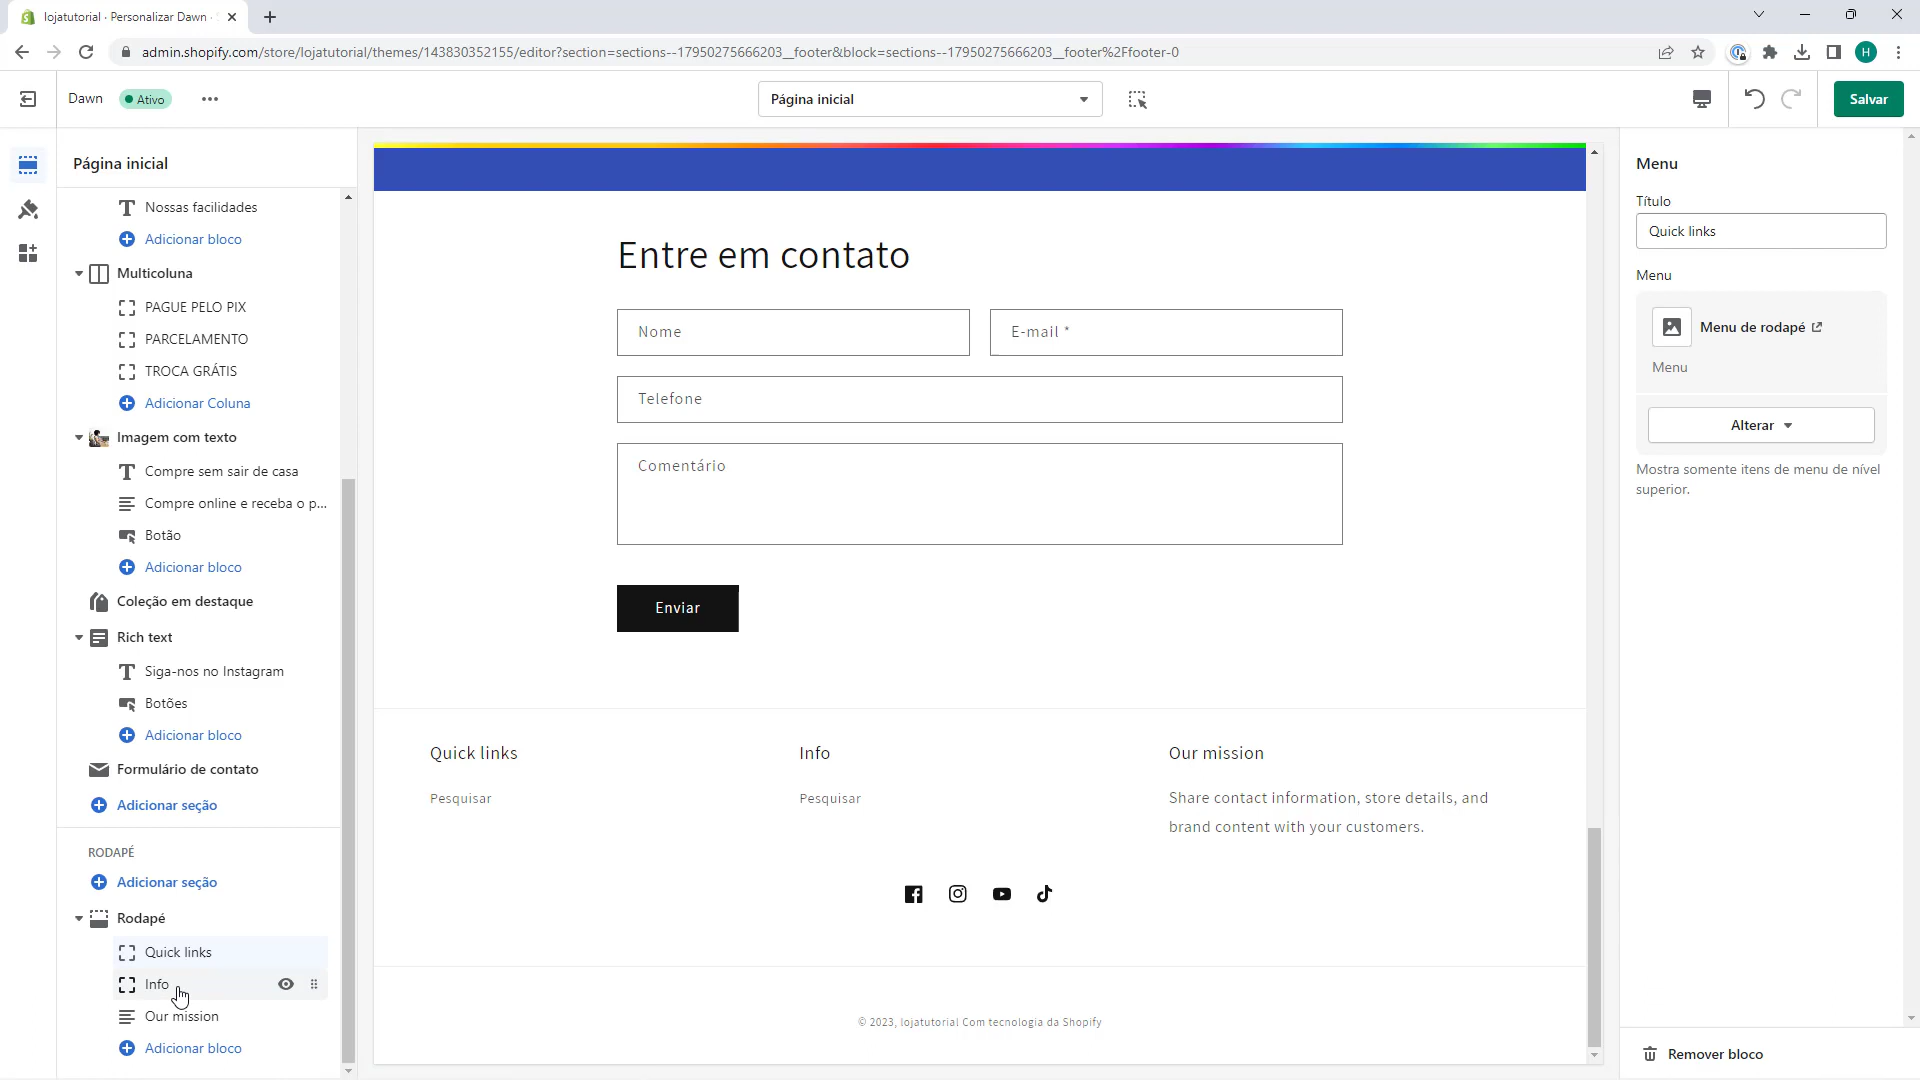 lojatutorial · Personalizar Dawn ·
admin.shopify.com/store/lojatutorial/themes/143830352155/editor?section=sections--17950275666203__footer&block=sections--17950275666203__footer%2Ffooter-0
H
Dawn
Ativo
Página inicial
Salvar
Página inicial
Nossas facilidades
Adicionar bloco
Multicoluna
PAGUE PELO PIX
PARCELAMENTO
TROCA GRÁTIS
Adicionar Coluna
Imagem com texto
Compre sem sair de casa
Compre online e receba o p...
Botão
Adicionar bloco
Coleção em destaque
Rich text
Siga-nos no Instagram
Botões
Adicionar bloco
Formulário de contato
Adicionar seção
RODAPÉ
Adicionar seção
Rodapé
Quick links
Info
Our mission
Adicionar bloco
Entre em contato
Nome
E-mail *
Telefone
Comentário
Enviar
Quick links
Pesquisar
Info
Pesquisar
Our mission
Share contact information, store details, and
brand content with your customers.
© 2023, lojatutorial Com tecnologia da Shopify
Menu
Título
Quick links
Menu
Menu de rodapé
Menu
Alterar
Mostra somente itens de menu de nível
superior.
Remover bloco